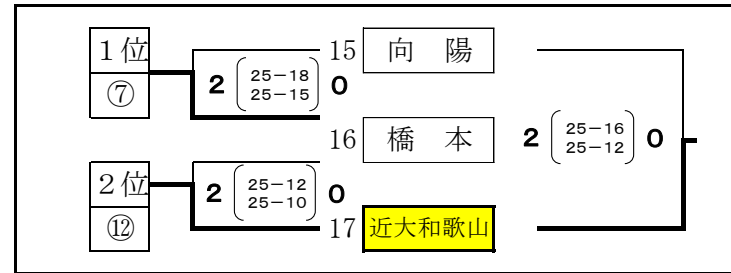 1位 15 向 陽
⑦ 2 25-18 25-15 0
16 橋 本 2 25-16 25-12 0
2位 2 25-12 25-10 0
⑫ 17 近大和歌山